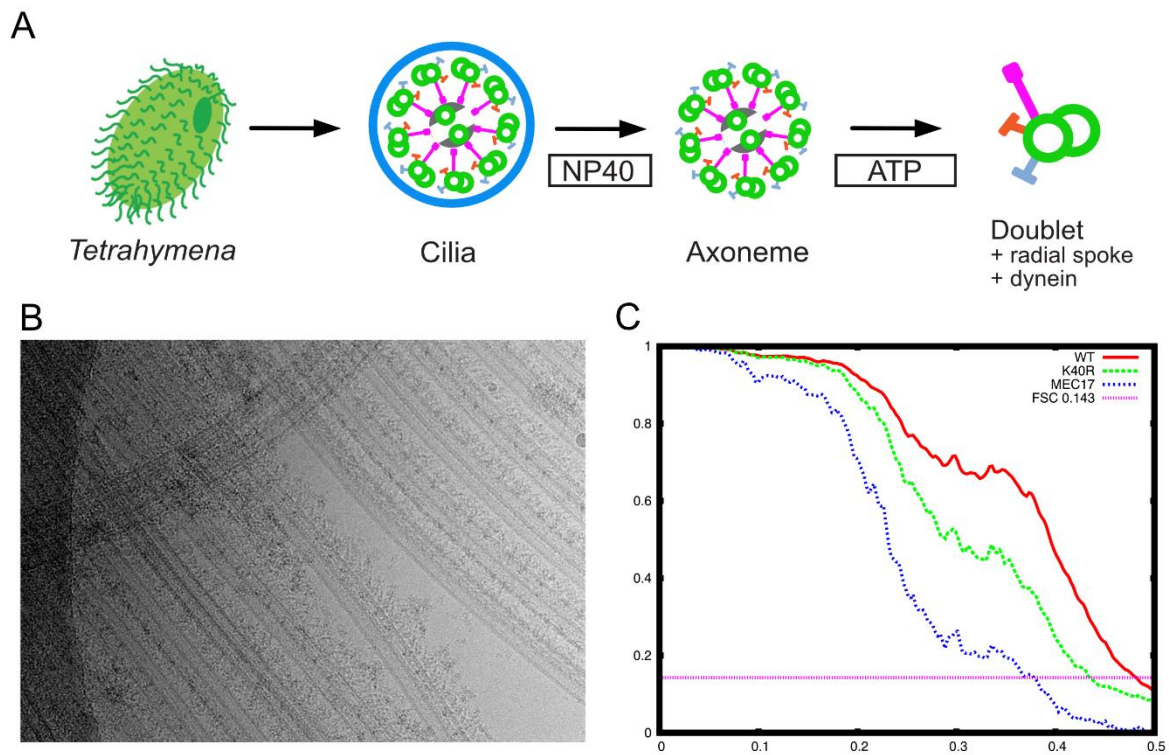 A
NP40
ATP
Tetrahymena
Cilia
Axoneme
Doublet
+ radial spoke
+ dynein
B
C
WT
K40R
MEC17
FSC 0.143
1
0.8
0.6
0.4
0.2
0
0 0.1 0.2 0.3 0.4 0.5